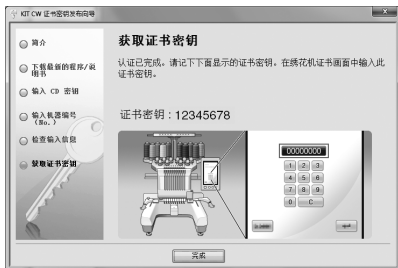 KIT CW 证书密钥发布向导
简介
下载最新的程序/说
明书
输入 CD 密钥
输入机器编号
(No.)
检查输入信息
获取证书密钥
获取证书密钥
认证已完成。请记下下面显示的证书密钥，在绣花机证书画面中输入此
证书密钥。
证书密钥：12345678
00000000
1 2 3
4 5 6
7 8 9
0 C
完成